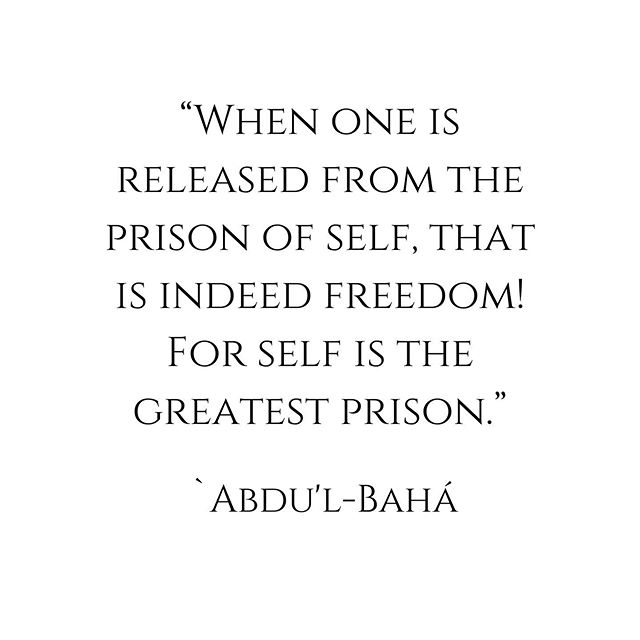 “When one is
released from the
prison of self, that
is indeed freedom!
For self is the
greatest prison.”
`Abdu'l-Bahá